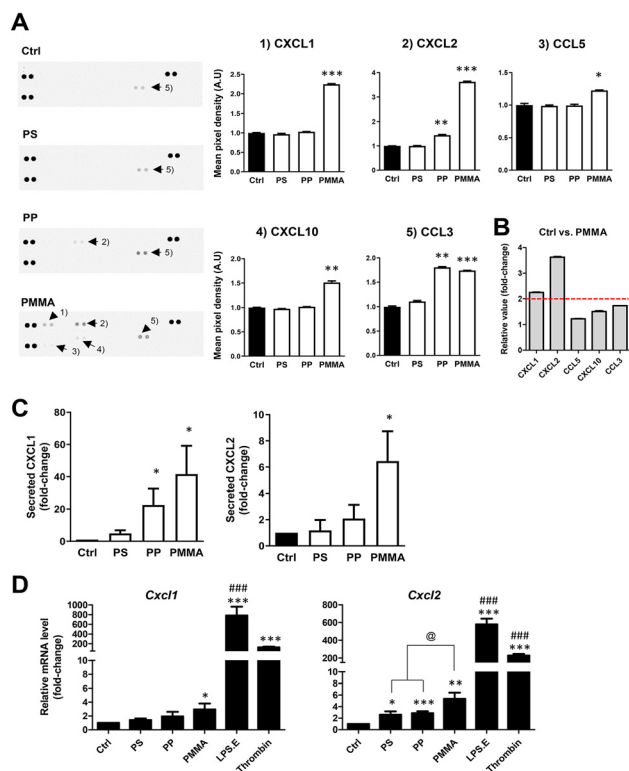 A
Ctrl
5)
PS
5)
PP
2)
5)
PMMA
1)
2)
5)
3)
4)
1) CXCL1
Mean pixel density (A.U)
2.5
2.0
1.5
1.0
0.5
0.0
***
Ctrl PS PP PMMA
2) CXCL2
4
3
2
1
0
**
***
Ctrl PS PP PMMA
3) CCL5
1.5
1.0
0.5
0.0
*
Ctrl PS PP PMMA
4) CXCL10
Mean pixel density (A.U)
2.5
2.0
1.5
1.0
0.5
0.0
**
Ctrl PS PP PMMA
5) CCL3
2.0
1.5
1.0
0.5
0.0
**
***
Ctrl PS PP PMMA
B
Ctrl vs. PMMA
Relative value (fold-change)
4
3
2
1
0
CXCL1
CXCL2
CCL5
CXCL10
CCL3
C
Secreted CXCL1
(fold-change)
80
60
40
20
0
*
*
Ctrl PS PP PMMA
Secreted CXCL2
(fold-change)
10
8
6
4
2
0
*
Ctrl PS PP PMMA
D
Cxcl1
Relative mRNA level
(fold-change)
1000
800
600
400
200
10
8
6
4
2
0
*
###
***
***
Ctrl
PS
PP
PMMA
LPS.E
Thrombin
Cxcl2
800
600
400
200
10
8
6
4
2
0
*
***
@
**
###
***
###
***
Ctrl
PS
PP
PMMA
LPS.E
Thrombin